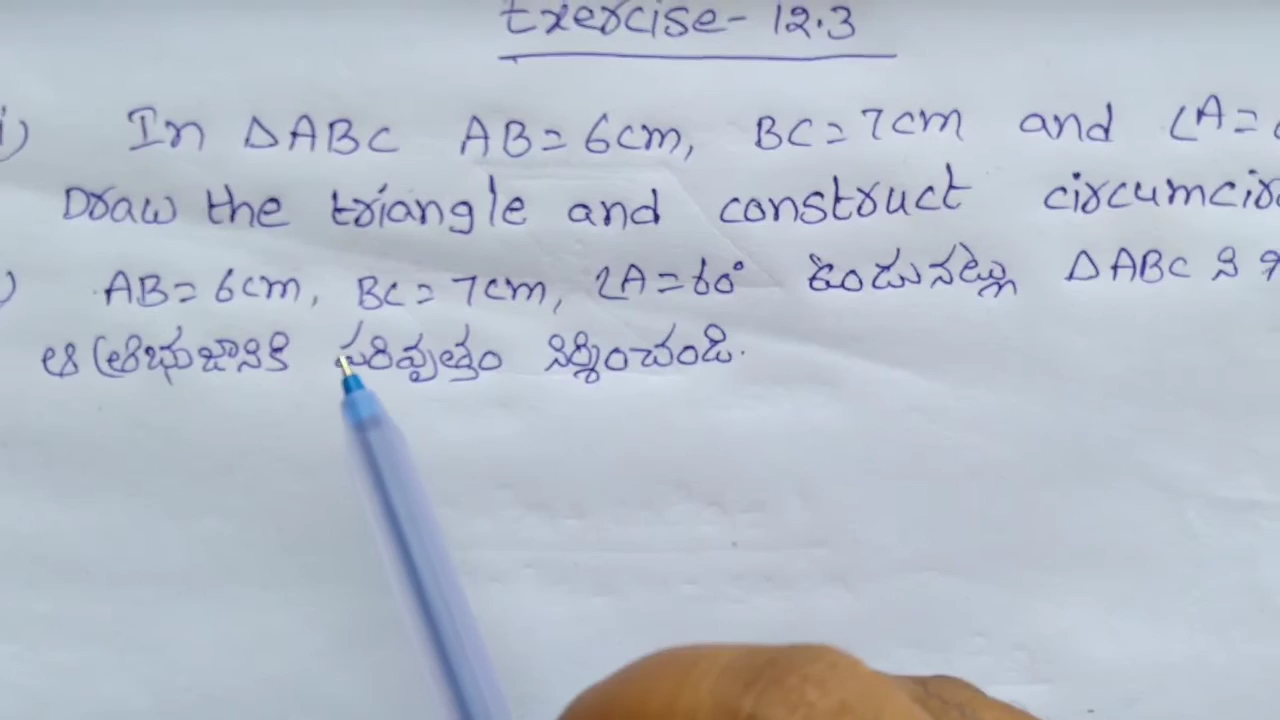 Exercise - 12.3
i) In ΔABC AB = 6cm, BC = 7cm and ∠A =
Draw the triangle and construct circumcir
) AB = 6cm, BC = 7cm, ∠A = 60° ఉండునట్లు ΔABC ని
ఆ త్రిభుజానికి పరివృత్తం నిర్మించండి.